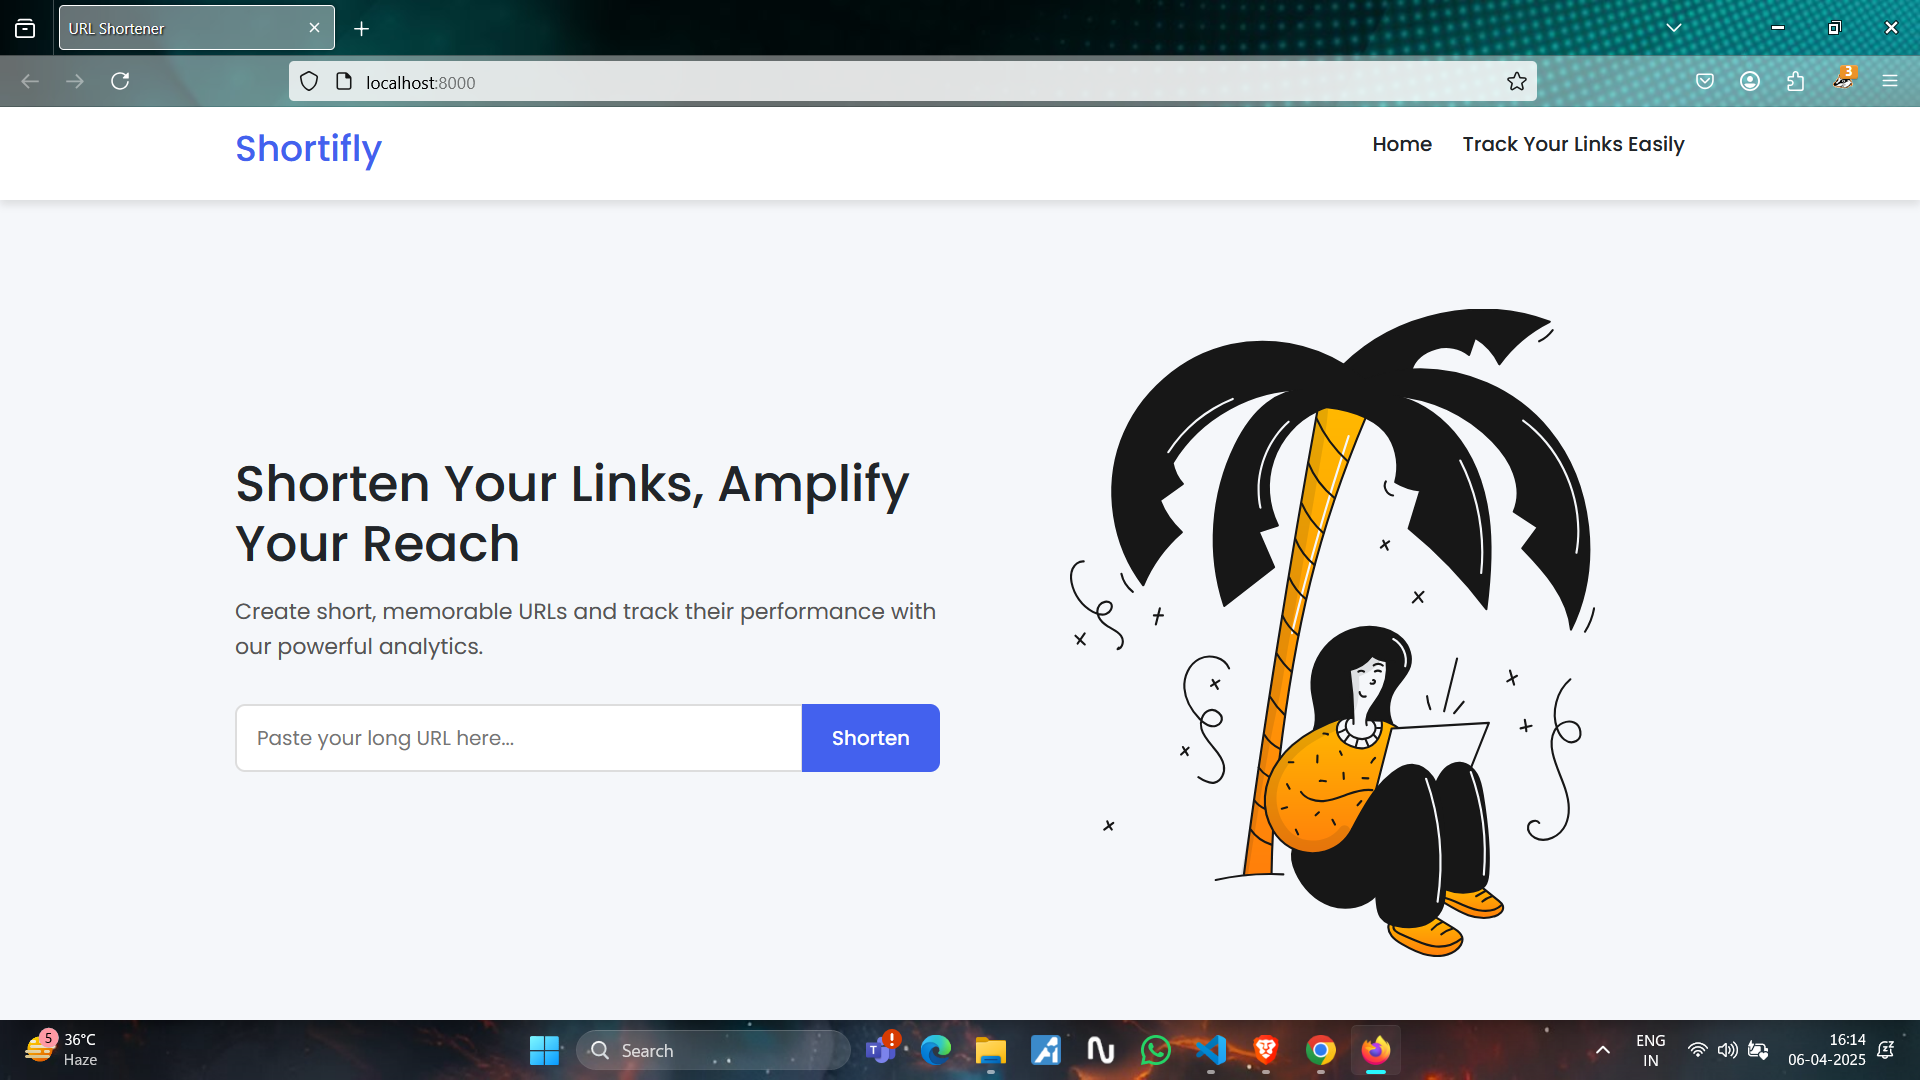 URL Shortener
localhost:8000
3
Shortifly
Home
Track Your Links Easily
Shorten Your Links, Amplify
Your Reach
Create short, memorable URLs and track their performance with
our powerful analytics.
Paste your long URL here...
Shorten
5
36°C
Haze
Search
T
!
ENG
IN
16:14
06-04-2025